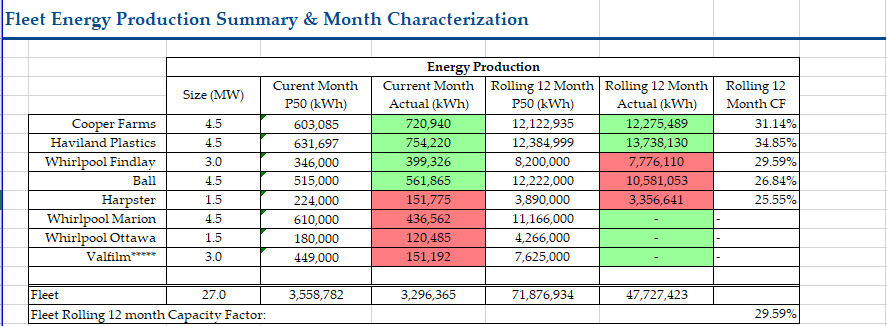 Fleet Energy Production Summary & Month Characterization
Energy Production
Size (MW) Curent Month P50 (kWh) Current Month Actual (kWh) Rolling 12 Month P50 (kWh) Rolling 12 Month Actual (kWh) Rolling 12 Month CF
Cooper Farms 4.5 603,085 720,940 12,122,935 12,275,489 31.14%
Haviland Plastics 4.5 631,697 754,220 12,384,999 13,738,130 34.85%
Whirlpool Findlay 3.0 346,000 399,326 8,200,000 7,776,110 29.59%
Ball 4.5 515,000 561,865 12,222,000 10,581,053 26.84%
Harpster 1.5 224,000 151,775 3,890,000 3,356,641 25.55%
Whirlpool Marion 4.5 610,000 436,562 11,166,000 - -
Whirlpool Ottawa 1.5 180,000 120,485 4,266,000 - -
Valfilm***** 3.0 449,000 151,192 7,625,000 - -
Fleet 27.0 3,558,782 3,296,365 71,876,934 47,727,423
Fleet Rolling 12 month Capacity Factor: 29.59%